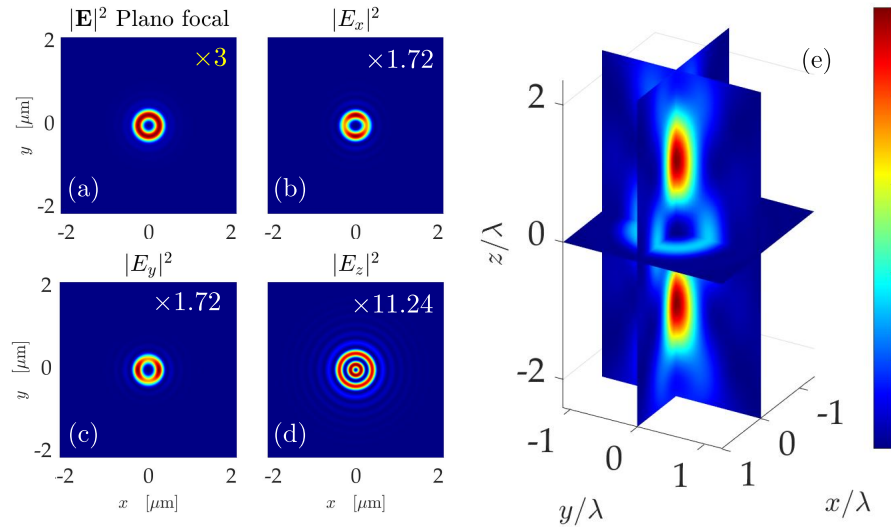 |𝐄|² Plano focal
×3
2
0
-2
y [μm]
(a)
-2
0
2
|Eₓ|²
×1.72
(b)
-2
0
2
|E_y|²
×1.72
2
0
-2
y [μm]
(c)
-2
0
2
x [μm]
|E_z|²
×11.24
(d)
-2
0
2
x [μm]
(e)
2
0
-2
z/λ
-1
0
1
y/λ
1
0
-1
x/λ